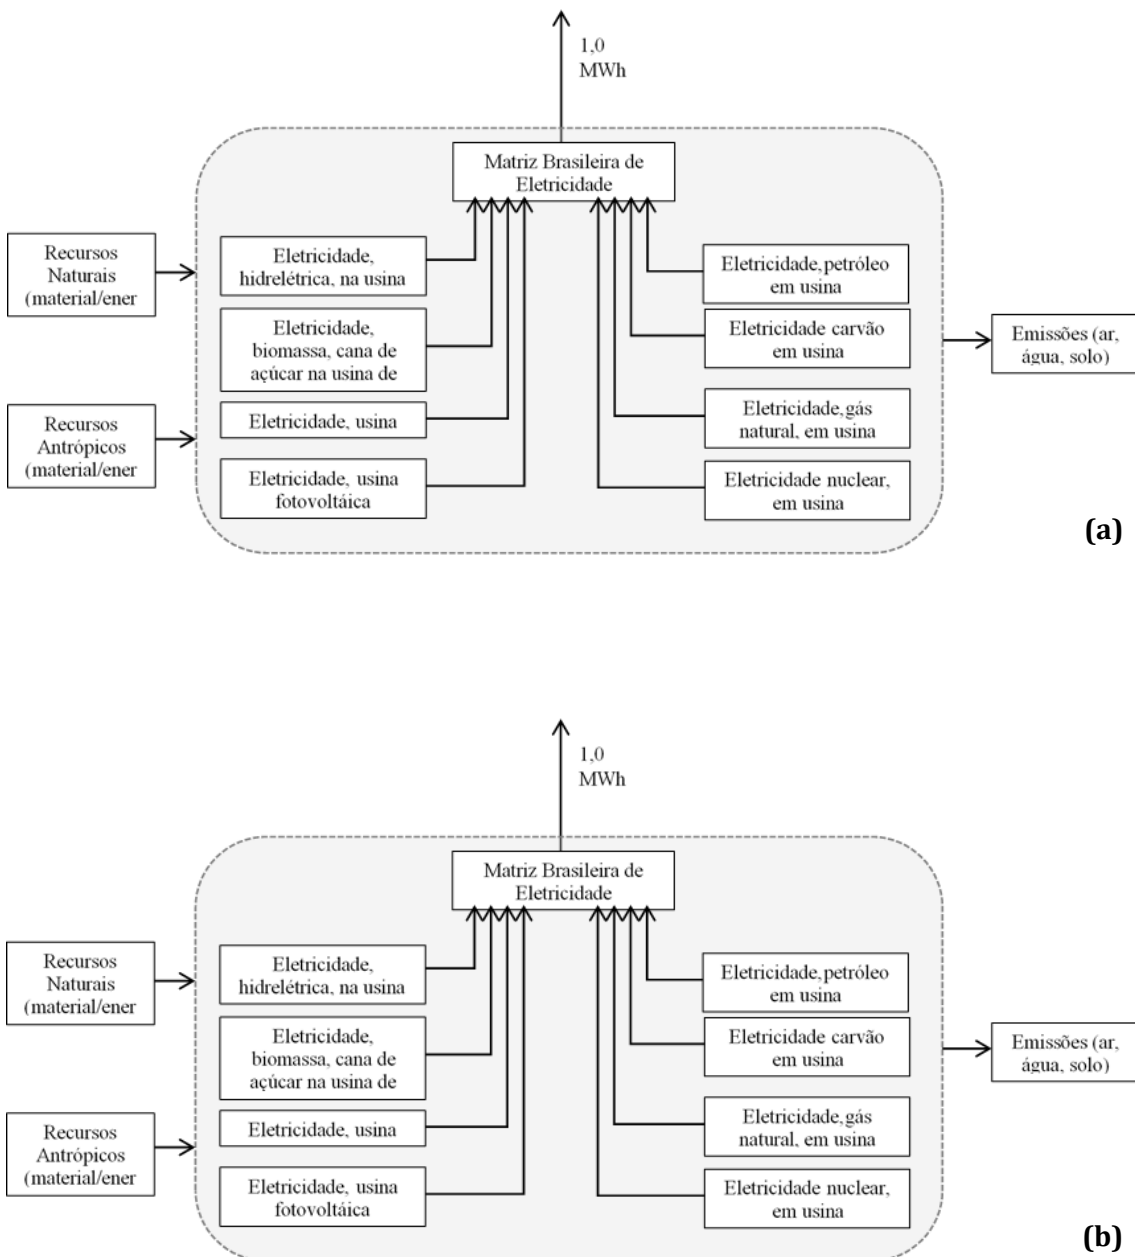 1,0
MWh
Matriz Brasileira de
Eletricidade
Recursos
Naturais
(material/ener
Recursos
Antrópicos
(material/ener
Eletricidade,
hidrelétrica, na usina
Eletricidade,
biomassa, cana de
açúcar na usina de
Eletricidade, usina
Eletricidade, usina
fotovoltáica
Eletricidade,petróleo
em usina
Eletricidade carvão
em usina
Eletricidade,gás
natural, em usina
Eletricidade nuclear,
em usina
Emissões (ar,
água, solo)
(a)
1,0
MWh
Matriz Brasileira de
Eletricidade
Recursos
Naturais
(material/ener
Recursos
Antrópicos
(material/ener
Eletricidade,
hidrelétrica, na usina
Eletricidade,
biomassa, cana de
açúcar na usina de
Eletricidade, usina
Eletricidade, usina
fotovoltáica
Eletricidade,petróleo
em usina
Eletricidade carvão
em usina
Eletricidade,gás
natural, em usina
Eletricidade nuclear,
em usina
Emissões (ar,
água, solo)
(b)